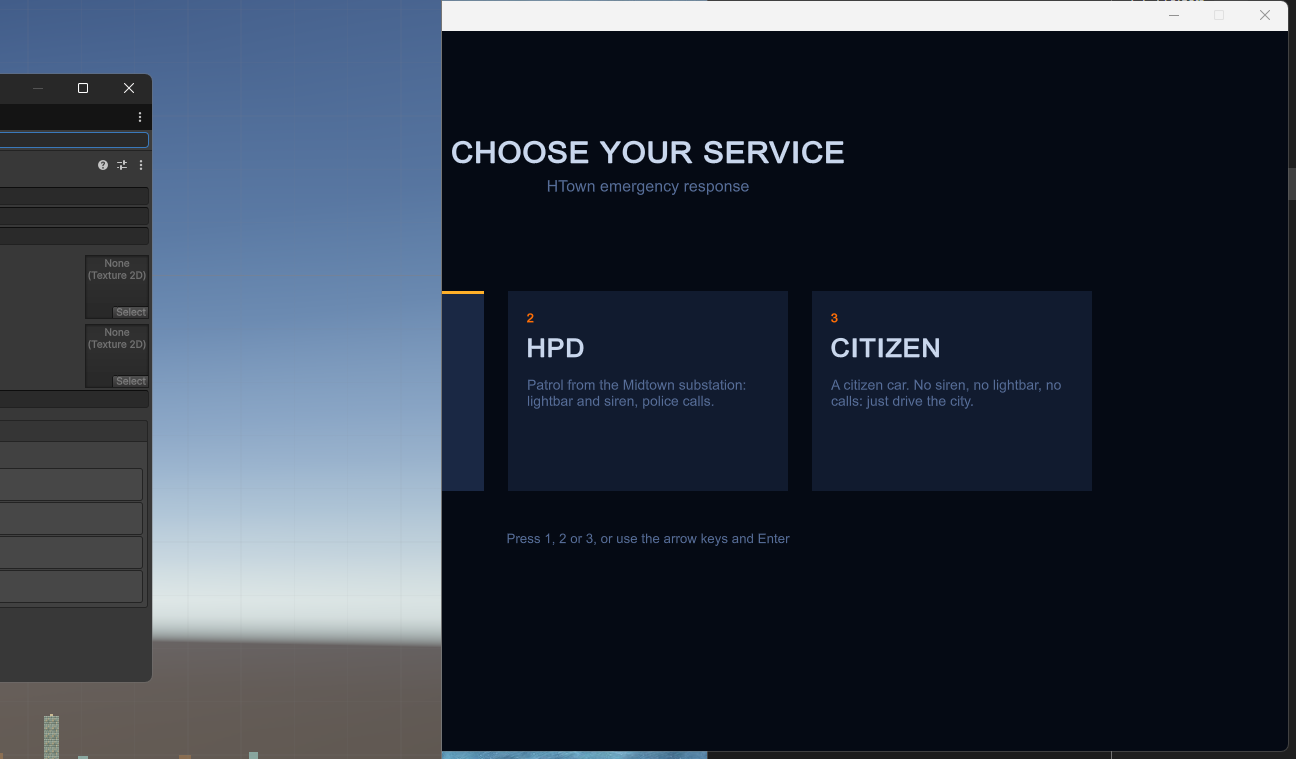 CHOOSE YOUR SERVICE
HTown emergency response
None
(Texture 2D)
Select
None
(Texture 2D)
Select
2
HPD
Patrol from the Midtown substation:
lightbar and siren, police calls.
3
CITIZEN
A citizen car. No siren, no lightbar, no
calls: just drive the city.
Press 1, 2 or 3, or use the arrow keys and Enter